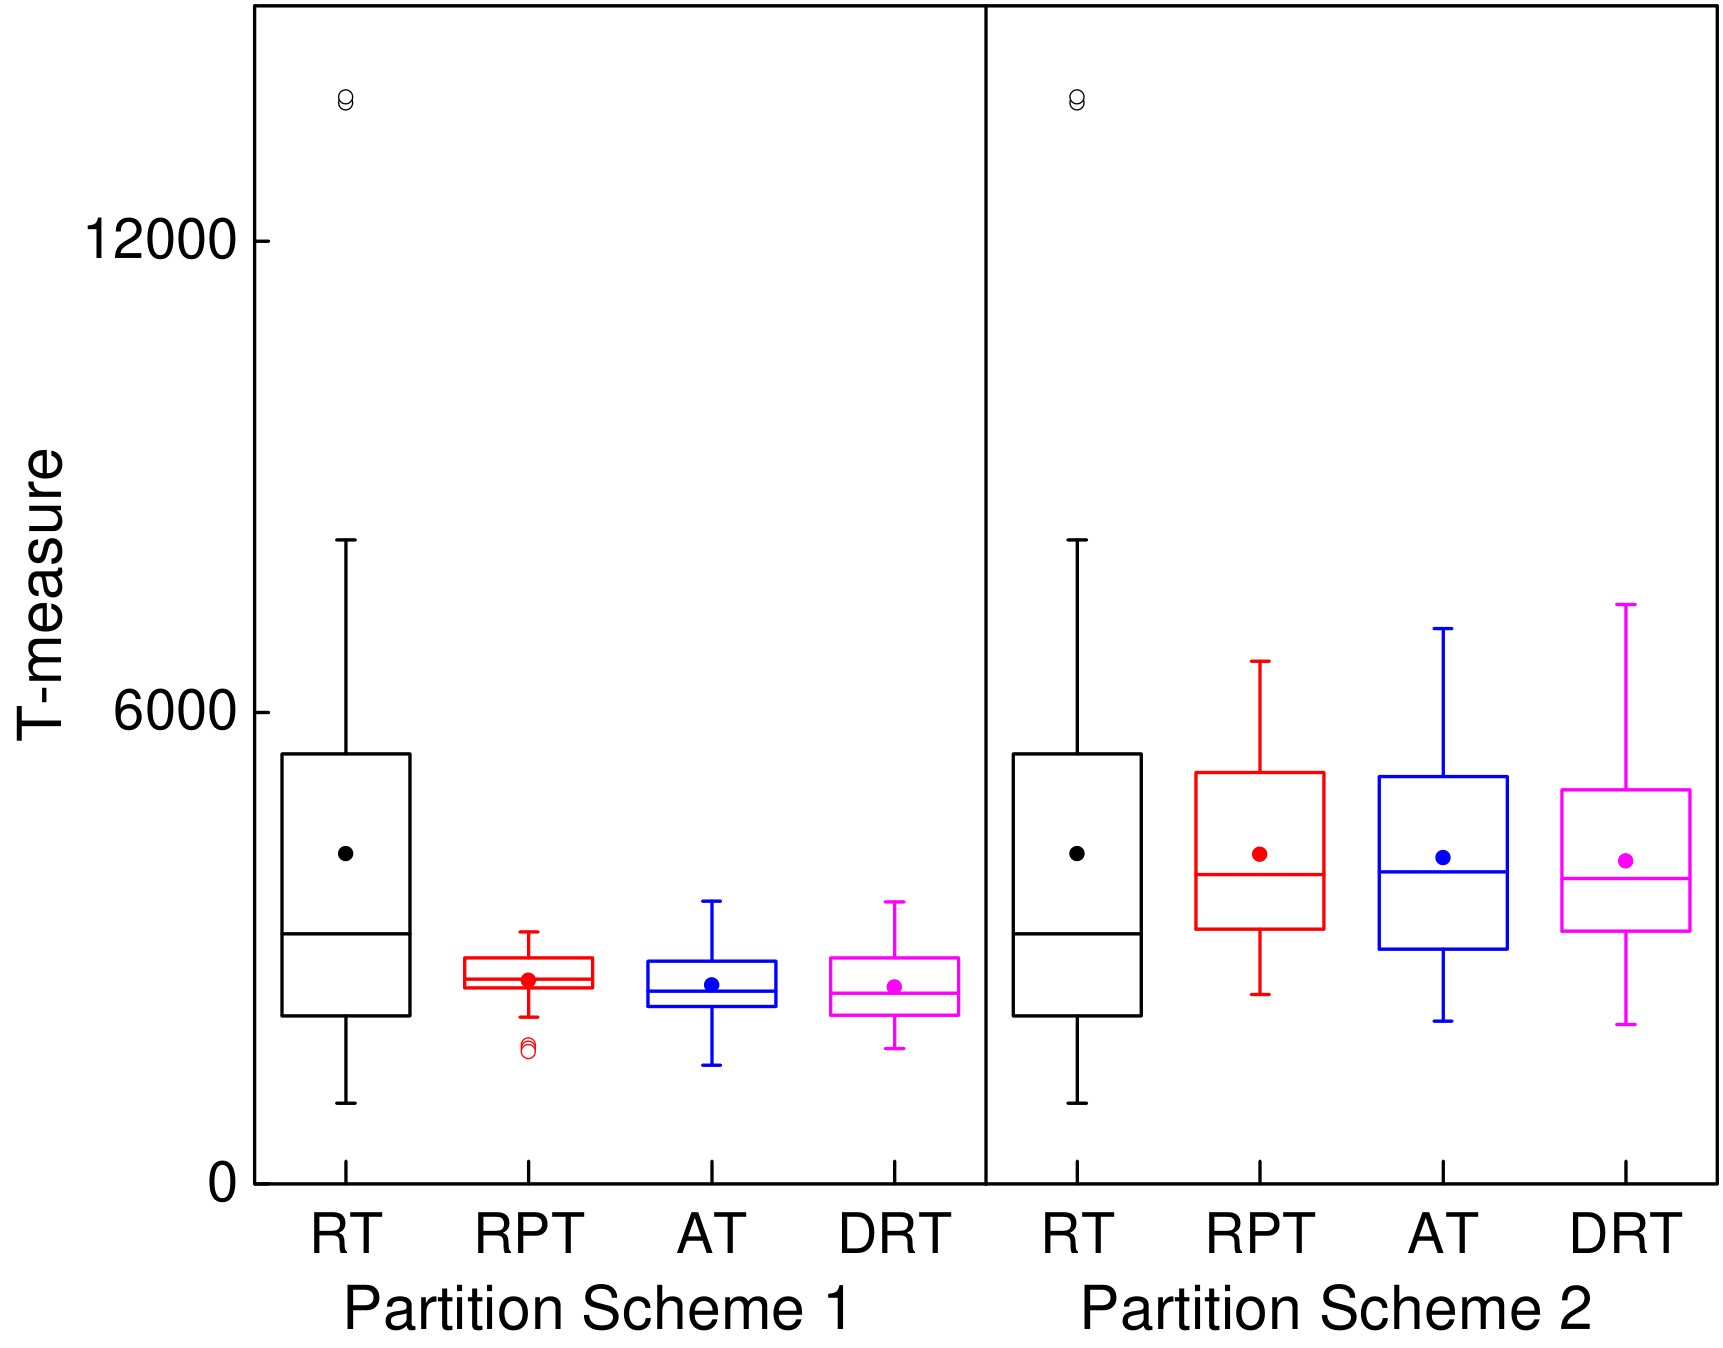 T-measure
12000
6000
0
RT RPT AT DRT RT RPT AT DRT
Partition Scheme 1 Partition Scheme 2